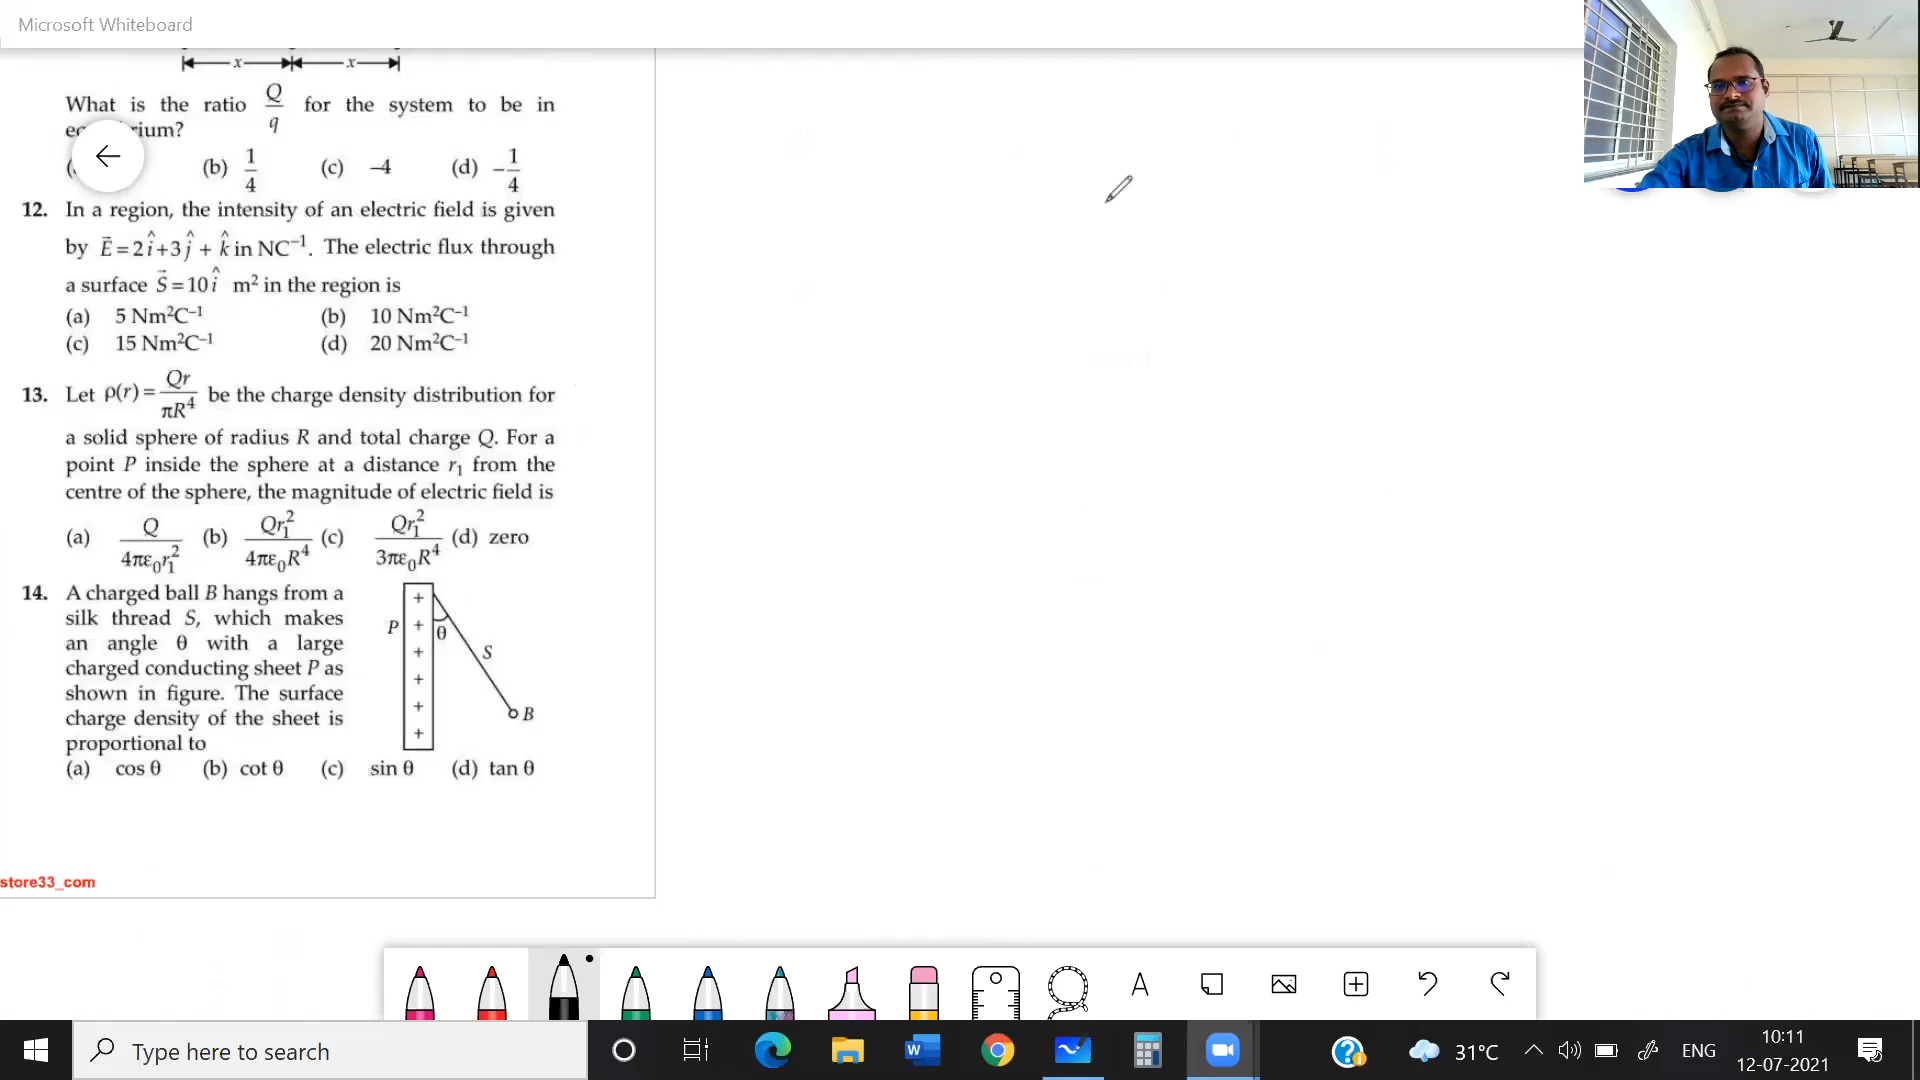 Microsoft Whiteboard
x x
What is the ratio Q/q for the system to be in
(b) 1/4 (c) –4 (d) –1/4
12. In a region, the intensity of an electric field is given
by E⃗ = 2î + 3ĵ + k̂ in NC⁻¹. The electric flux through
a surface S⃗ = 10î m² in the region is
(a) 5 Nm²C⁻¹ (b) 10 Nm²C⁻¹
(c) 15 Nm²C⁻¹ (d) 20 Nm²C⁻¹
13. Let ρ(r) = Qr/πR⁴ be the charge density distribution for
a solid sphere of radius R and total charge Q. For a
point P inside the sphere at a distance r₁ from the
centre of the sphere, the magnitude of electric field is
(a) Q/4πε₀r₁² (b) Qr₁²/4πε₀R⁴ (c) Qr₁²/3πε₀R⁴ (d) zero
14. A charged ball B hangs from a
silk thread S, which makes
an angle θ with a large
charged conducting sheet P as
shown in figure. The surface
charge density of the sheet is
proportional to
P + + + + + + θ S B
(a) cos θ (b) cot θ (c) sin θ (d) tan θ
store33_com
Type here to search
31°C
ENG
10:11
12-07-2021